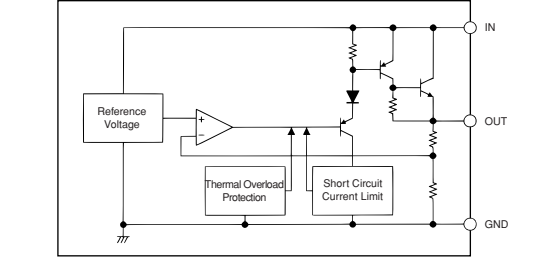 IN
Reference
Voltage
+
−
OUT
Thermal Overload
Protection
Short Circuit
Current Limit
GND